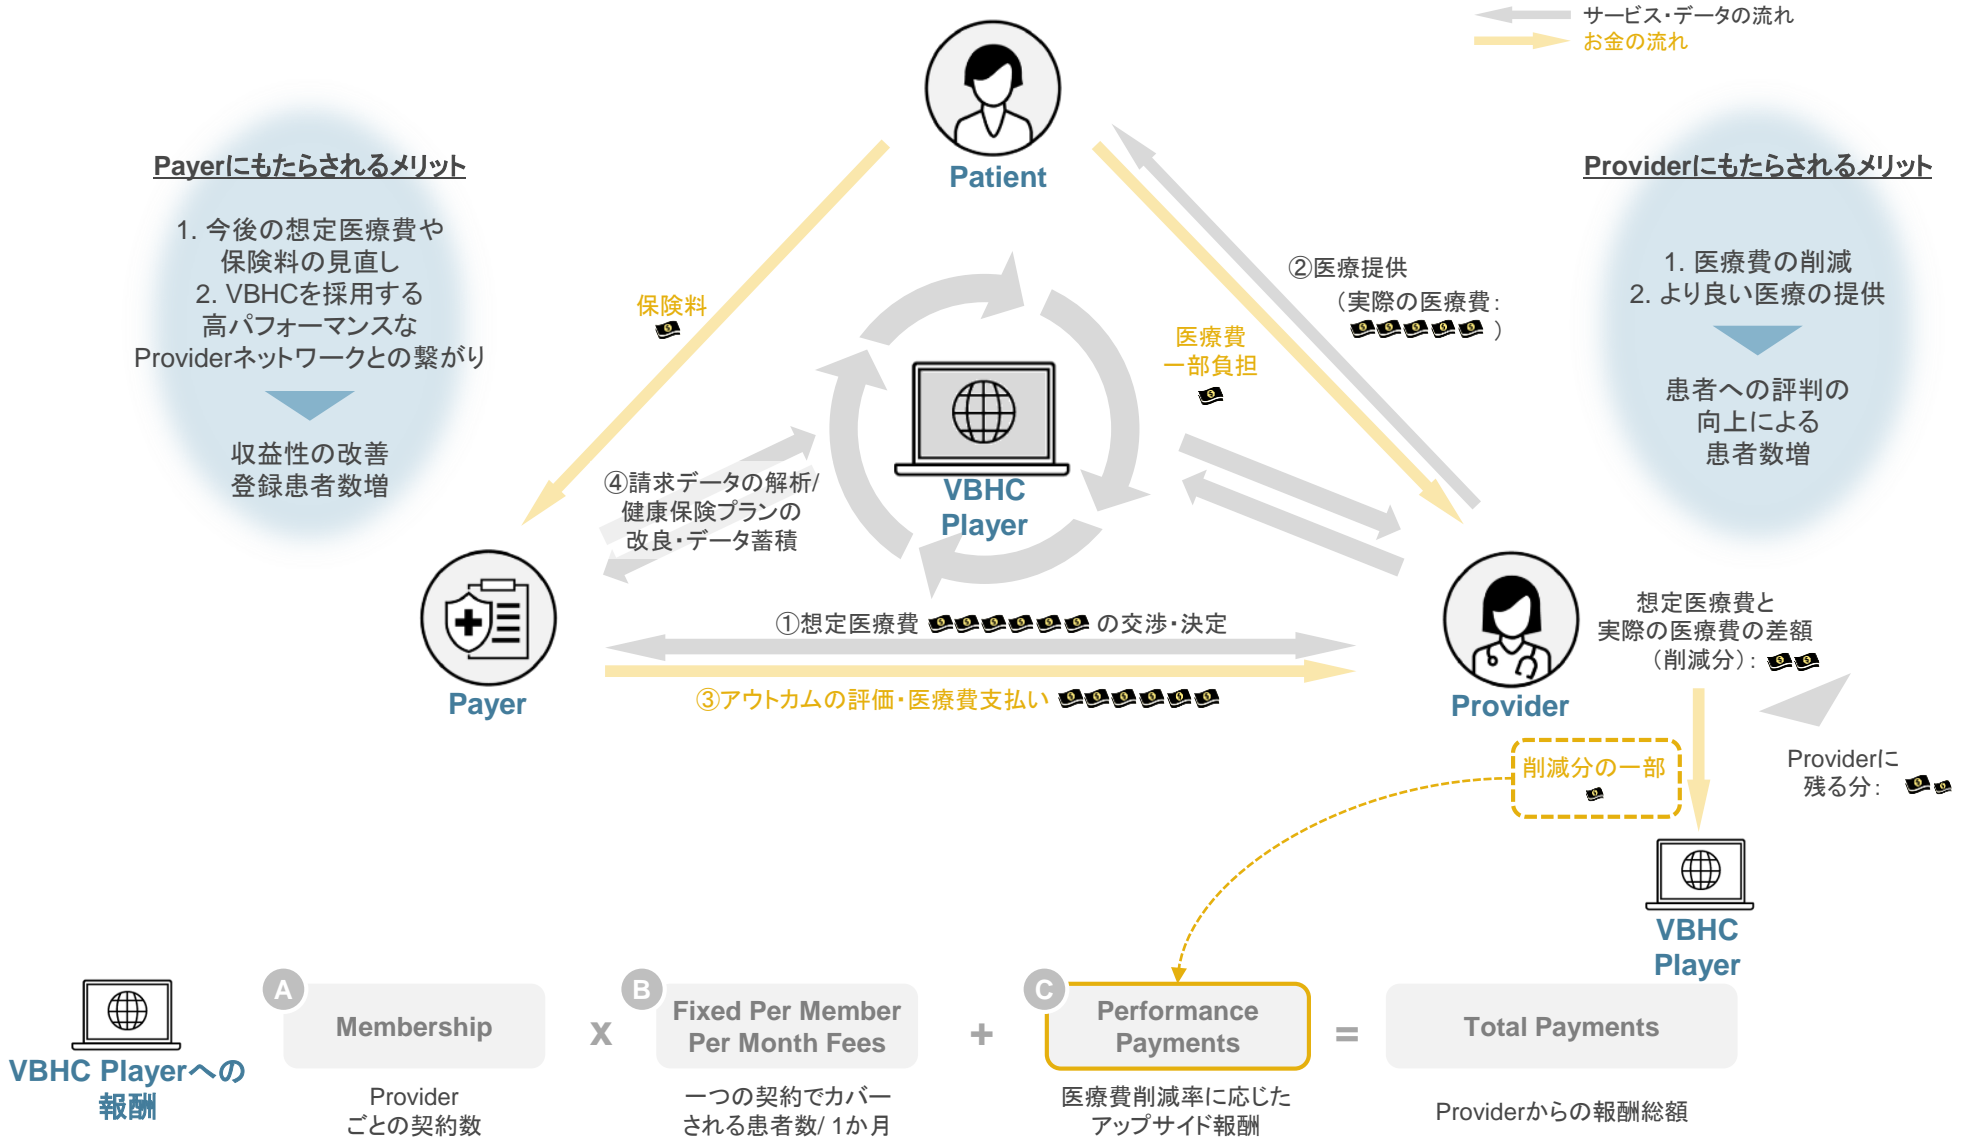 サービス・データの流れ
お金の流れ
Patient
Payerにもたらされるメリット
1. 今後の想定医療費や
保険料の見直し
2. VBHCを採用する
高パフォーマンスな
Providerネットワークとの繋がり
収益性の改善
登録患者数増
Providerにもたらされるメリット
1. 医療費の削減
2. より良い医療の提供
患者への評判の
向上による
患者数増
保険料
医療費
一部負担
②医療提供
（実際の医療費：
）
④請求データの解析/
健康保険プランの
改良・データ蓄積
VBHC
Player
Payer
①想定医療費 の交渉・決定
③アウトカムの評価・医療費支払い
Provider
想定医療費と
実際の医療費の差額
（削減分）：
削減分の一部
Providerに
残る分：
VBHC
Player
VBHC Playerへの
報酬
A
Membership
Provider
ごとの契約数
x
B
Fixed Per Member
Per Month Fees
一つの契約でカバー
される患者数/ 1か月
+
C
Performance
Payments
医療費削減率に応じた
アップサイド報酬
=
Total Payments
Providerからの報酬総額